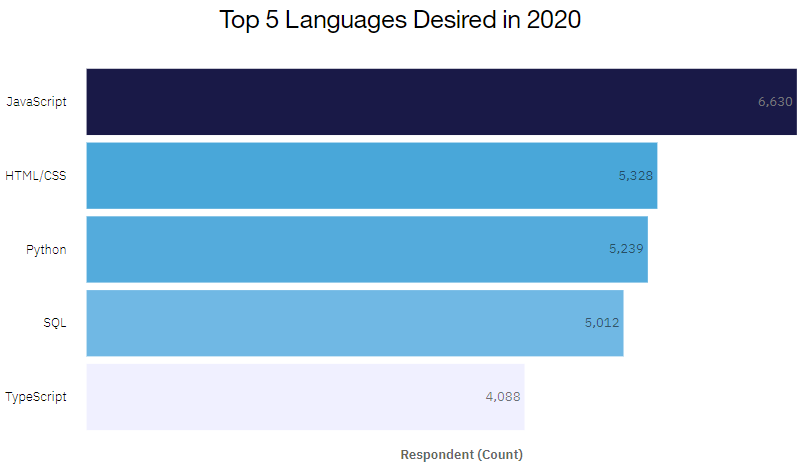 Top 5 Languages Desired in 2020
JavaScript 6,630
HTML/CSS 5,328
Python 5,239
SQL 5,012
TypeScript 4,088
Respondent (Count)